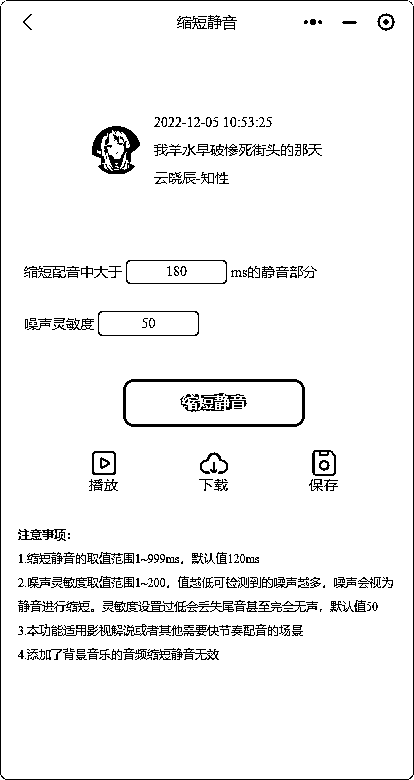 缩短静音
2022-12-05 10:53:25
我羊水早破惨死街头的那天
云晓辰-知性
缩短配音中大于 180 ms的静音部分
噪声灵敏度 50
缩短静音
播放 下载 保存
注意事项：
1.缩短静音的取值范围1~999ms，默认值120ms
2.噪声灵敏度取值范围1~200，值越低可检测到的噪声越多，噪声会视为
静音进行缩短。灵敏度设置过低会丢失尾音甚至完全无声，默认值50
3.本功能适用影视解说或者其他需要快节奏配音的场景
4.添加了背景音乐的音频缩短静音无效